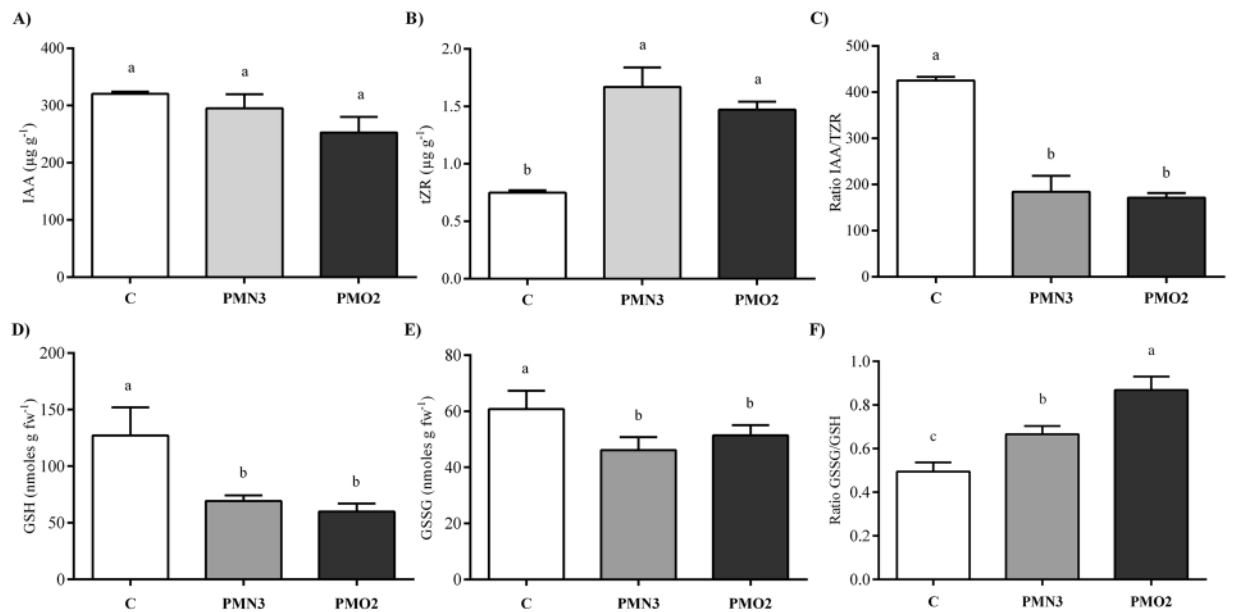 A)
IAA (µg g-1)
400
300
200
100
0
a
a
a
C
PMN3
PMO2
B)
tZR (µg g-1)
2.0
1.5
1.0
0.5
0.0
b
a
a
C
PMN3
PMO2
C)
Ratio IAA/TZR
500
400
300
200
100
0
a
b
b
C
PMN3
PMO2
D)
GSH (nmoles g fw-1)
200
150
100
50
0
a
b
b
C
PMN3
PMO2
E)
GSSG (nmoles g fw-1)
80
60
40
20
0
a
b
b
C
PMN3
PMO2
F)
Ratio GSSG/GSH
1.0
0.8
0.6
0.4
0.2
0.0
c
b
a
C
PMN3
PMO2